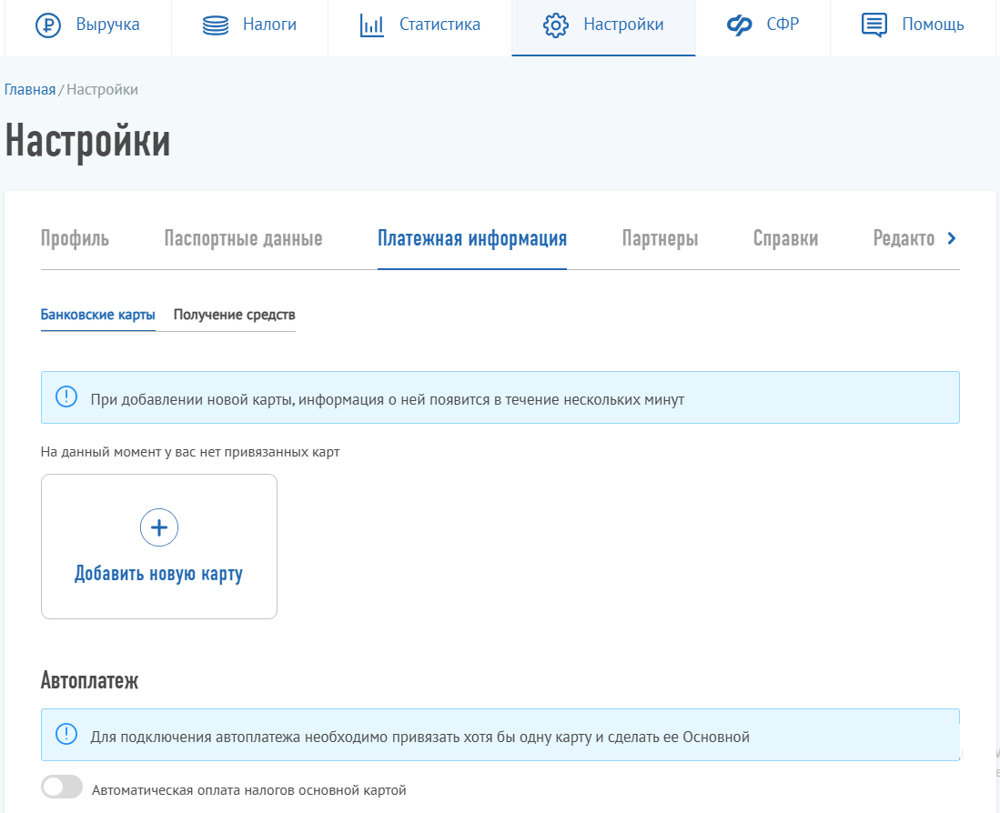 Выручка Налоги Статистика Настройки СФР Помощь
Главная / Настройки
Настройки
Профиль Паспортные данные Платежная информация Партнеры Справки Редакто
Банковские карты Получение средств
При добавлении новой карты, информация о ней появится в течение нескольких минут
На данный момент у вас нет привязанных карт
Добавить новую карту
Автоплатеж
Для подключения автоплатежа необходимо привязать хотя бы одну карту и сделать ее Основной
Автоматическая оплата налогов основной картой